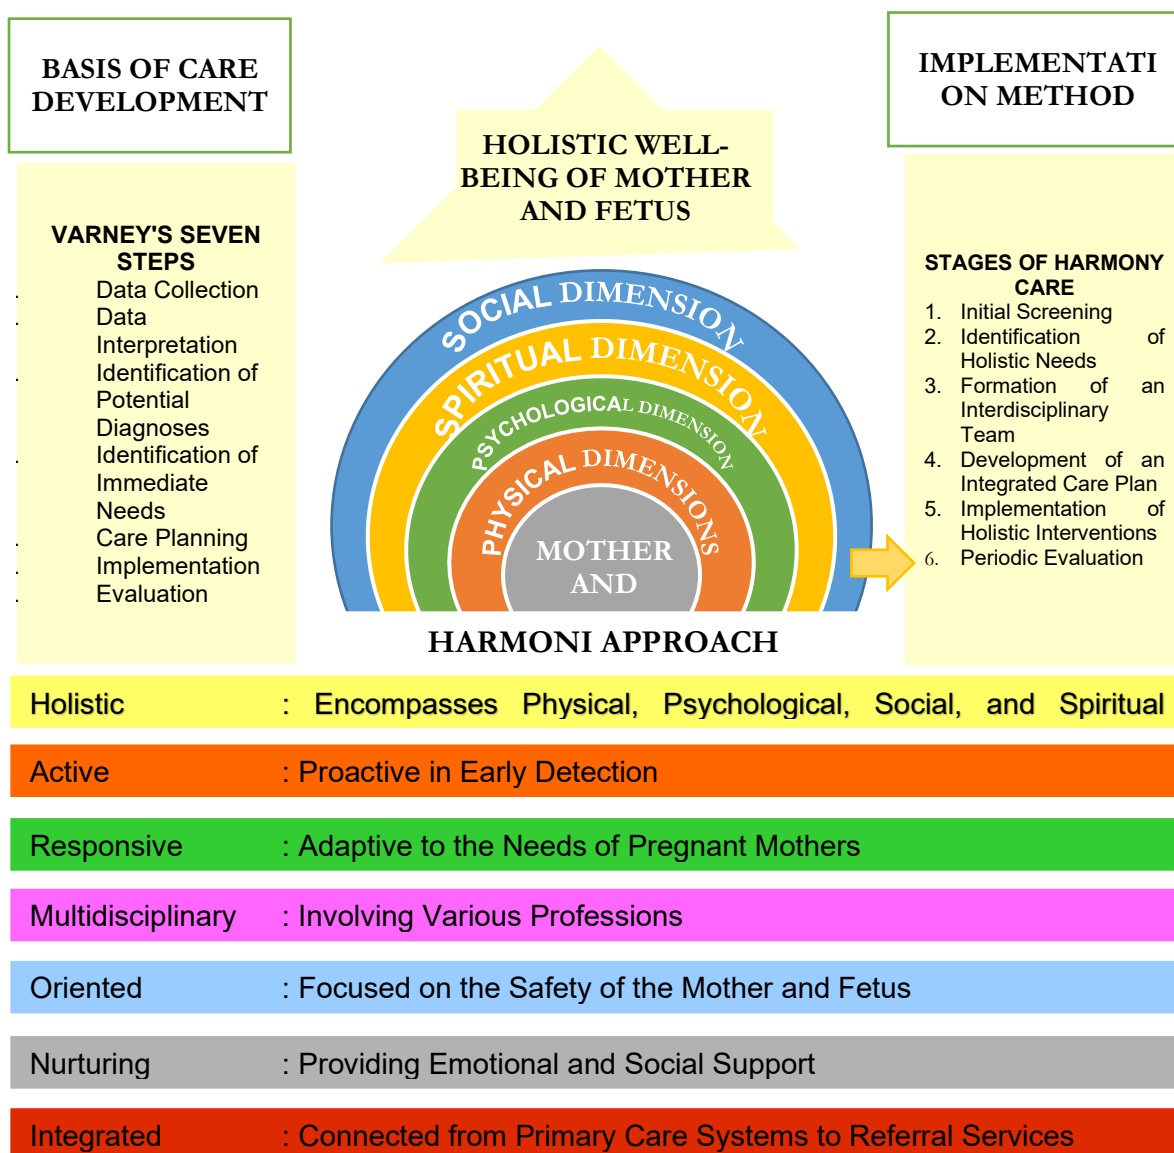 BASIS OF CARE
DEVELOPMENT
VARNEY'S SEVEN
STEPS
. Data Collection
. Data
Interpretation
. Identification of
Potential
Diagnoses
. Identification of
Immediate
Needs
. Care Planning
. Implementation
. Evaluation
HOLISTIC WELL-
BEING OF MOTHER
AND FETUS
SOCIAL DIMENSION
SPIRITUAL DIMENSION
PSYCHOLOGICAL DIMENSION
PHYSICAL DIMENSIONS
MOTHER
AND
HARMONI APPROACH
IMPLEMENTATI
ON METHOD
STAGES OF HARMONY
CARE
1. Initial Screening
2. Identification of
Holistic Needs
3. Formation of an
Interdisciplinary
Team
4. Development of an
Integrated Care Plan
5. Implementation of
Holistic Interventions
6. Periodic Evaluation
Holistic : Encompasses Physical, Psychological, Social, and Spiritual
Active : Proactive in Early Detection
Responsive : Adaptive to the Needs of Pregnant Mothers
Multidisciplinary : Involving Various Professions
Oriented : Focused on the Safety of the Mother and Fetus
Nurturing : Providing Emotional and Social Support
Integrated : Connected from Primary Care Systems to Referral Services